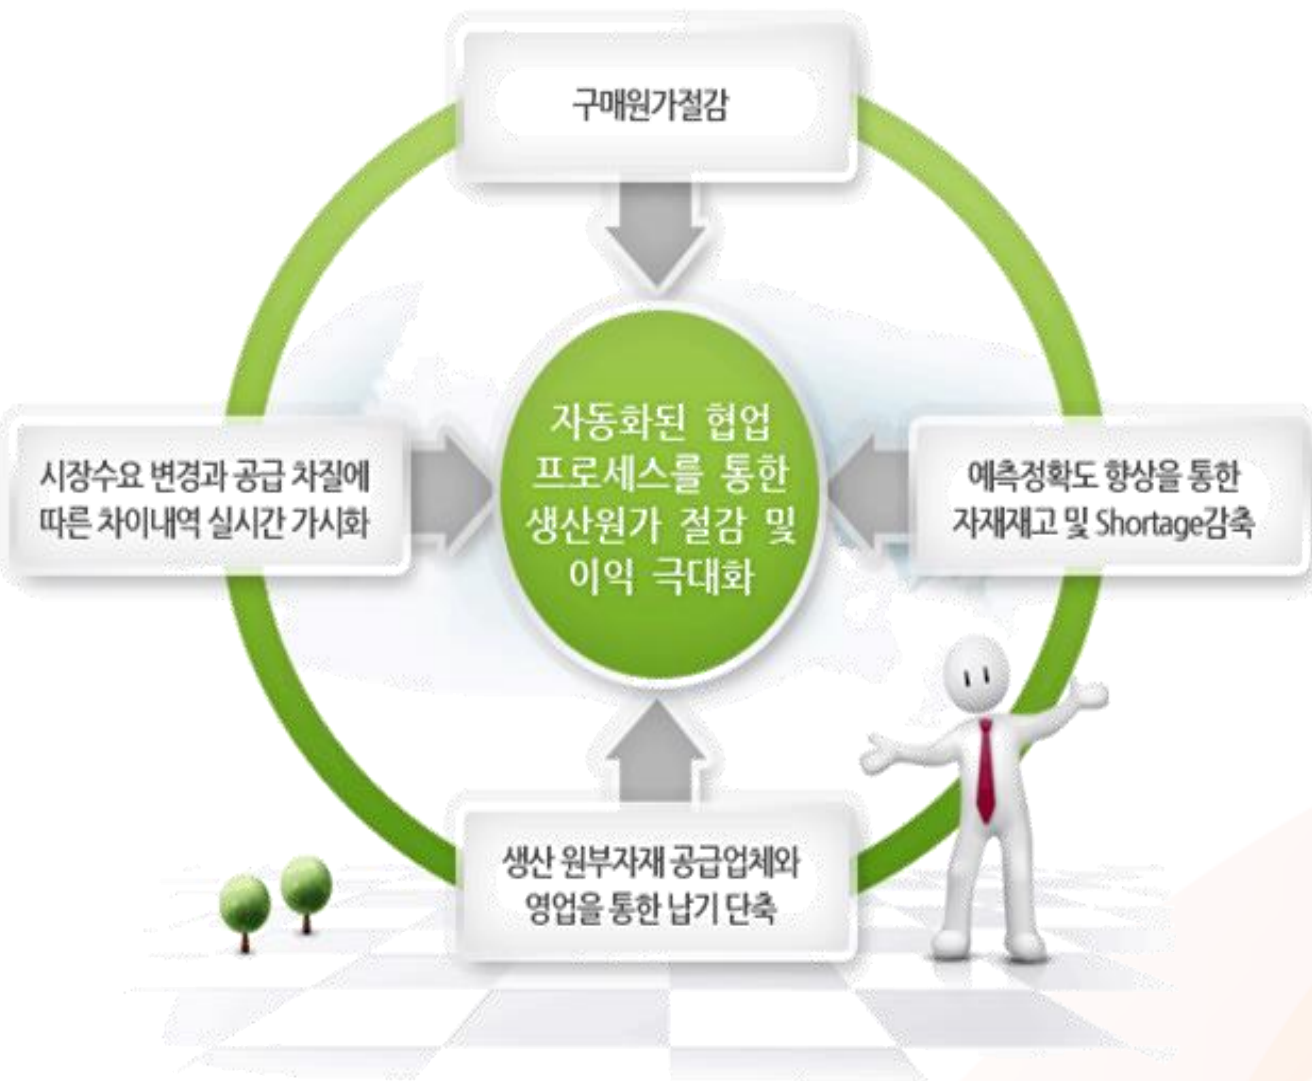 구매원가절감
시장수요 변경과 공급 차질에
따른 차이내역 실시간 가시화
자동화된 협업
프로세스를 통한
생산원가 절감 및
이익 극대화
예측정확도 향상을 통한
자재재고 및 Shortage감축
생산 원부자재 공급업체와
영업을 통한 납기 단축